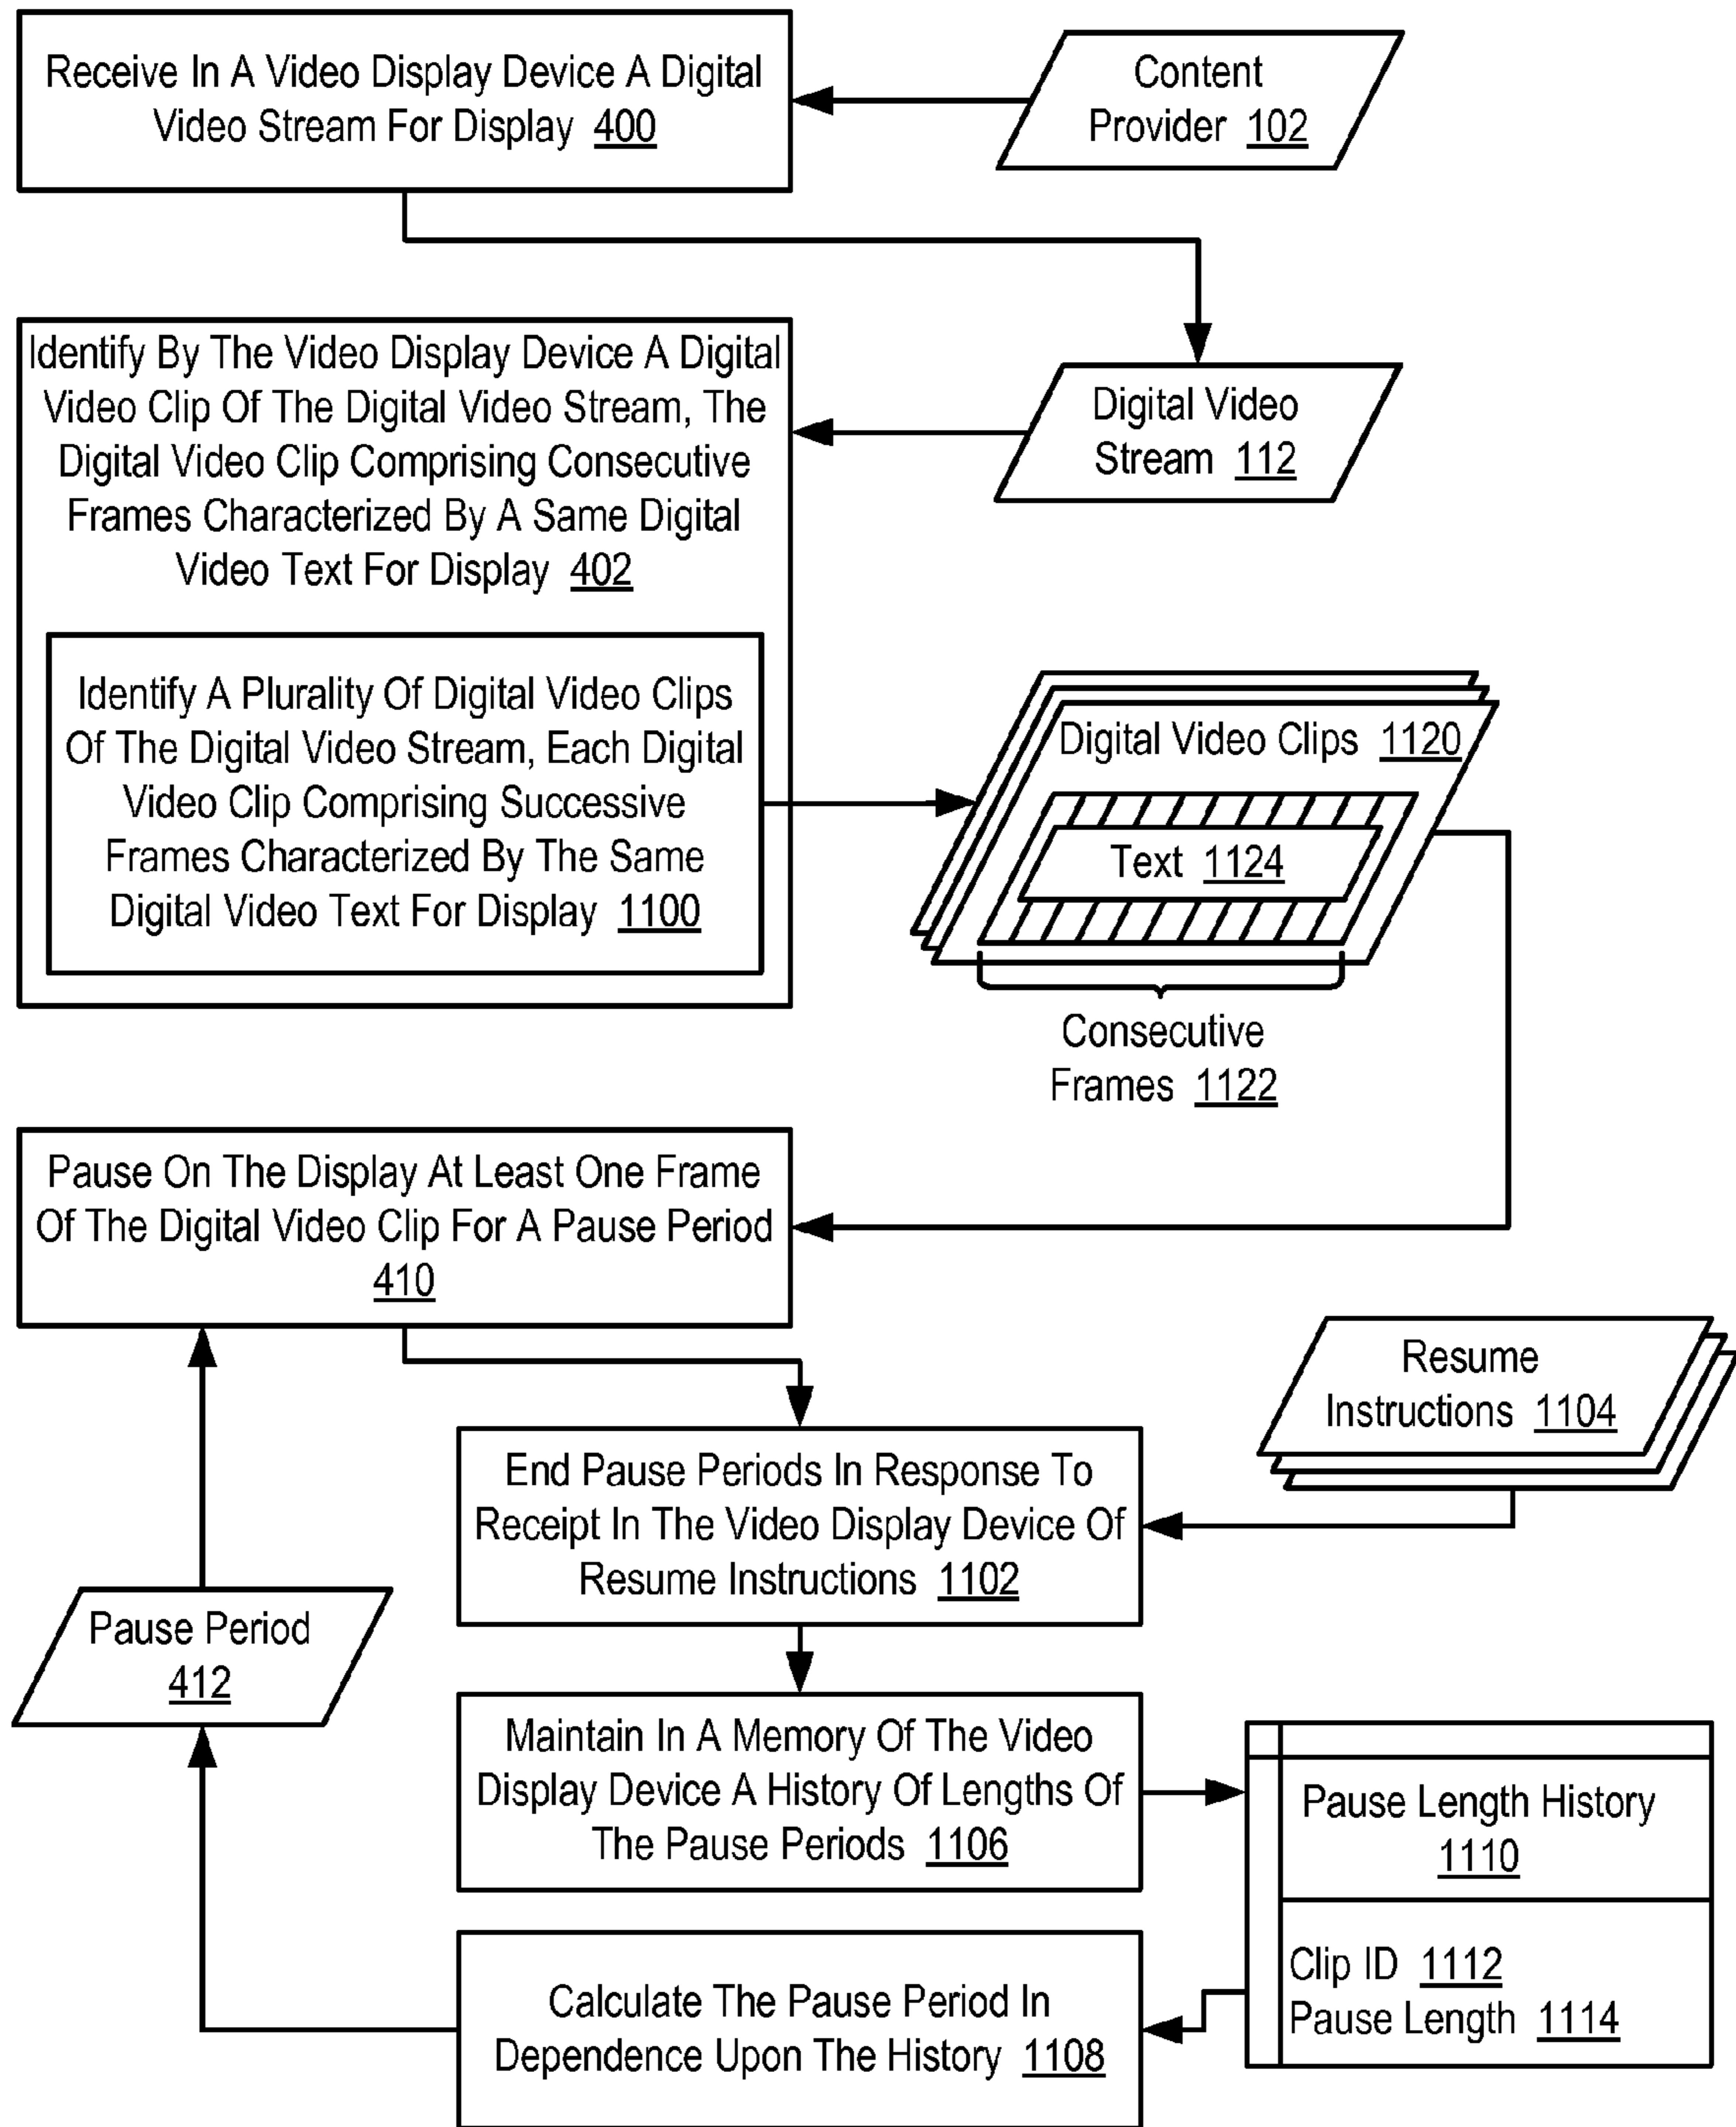 Receive In A Video Display Device A Digital
Video Stream For Display 400
Content
Provider 102
Identify By The Video Display Device A Digital
Video Clip Of The Digital Video Stream, The
Digital Video Clip Comprising Consecutive
Frames Characterized By A Same Digital
Video Text For Display 402
Digital Video
Stream 112
Identify A Plurality Of Digital Video Clips
Of The Digital Video Stream, Each Digital
Video Clip Comprising Successive
Frames Characterized By The Same
Digital Video Text For Display 1100
Digital Video Clips 1120
Text 1124
Consecutive
Frames 1122
Pause On The Display At Least One Frame
Of The Digital Video Clip For A Pause Period
410
Resume
Instructions 1104
End Pause Periods In Response To
Receipt In The Video Display Device Of
Resume Instructions 1102
Pause Period
412
Maintain In A Memory Of The Video
Display Device A History Of Lengths Of
The Pause Periods 1106
Pause Length History
1110
Clip ID 1112
Pause Length 1114
Calculate The Pause Period In
Dependence Upon The History 1108